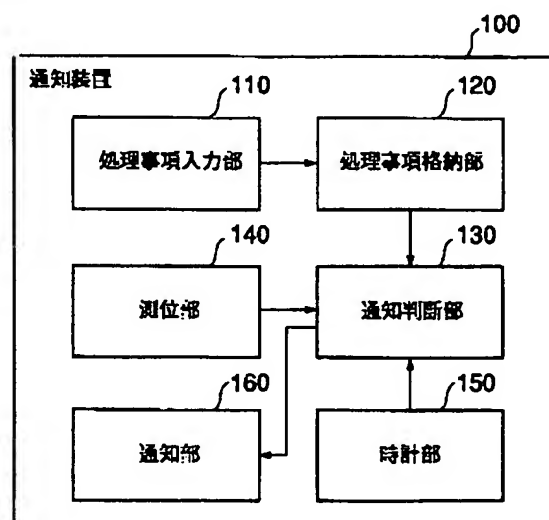 100
通知装置
110
120
処理事項入力部
処理事項格納部
140
130
測位部
通知判断部
160
150
通知部
時計部